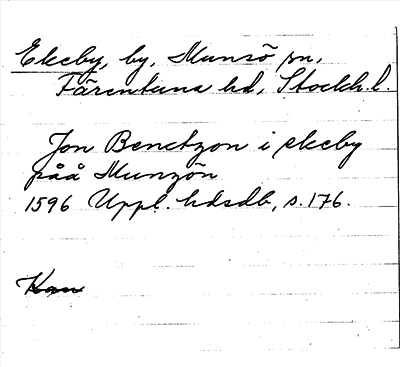 Ekeby, by, Munsö sn,
Färentuna hd, Stockh. l.
Jon Benctzon i ekeby
påå Munzön
1596 Uppl. hdsdb, s. 176.